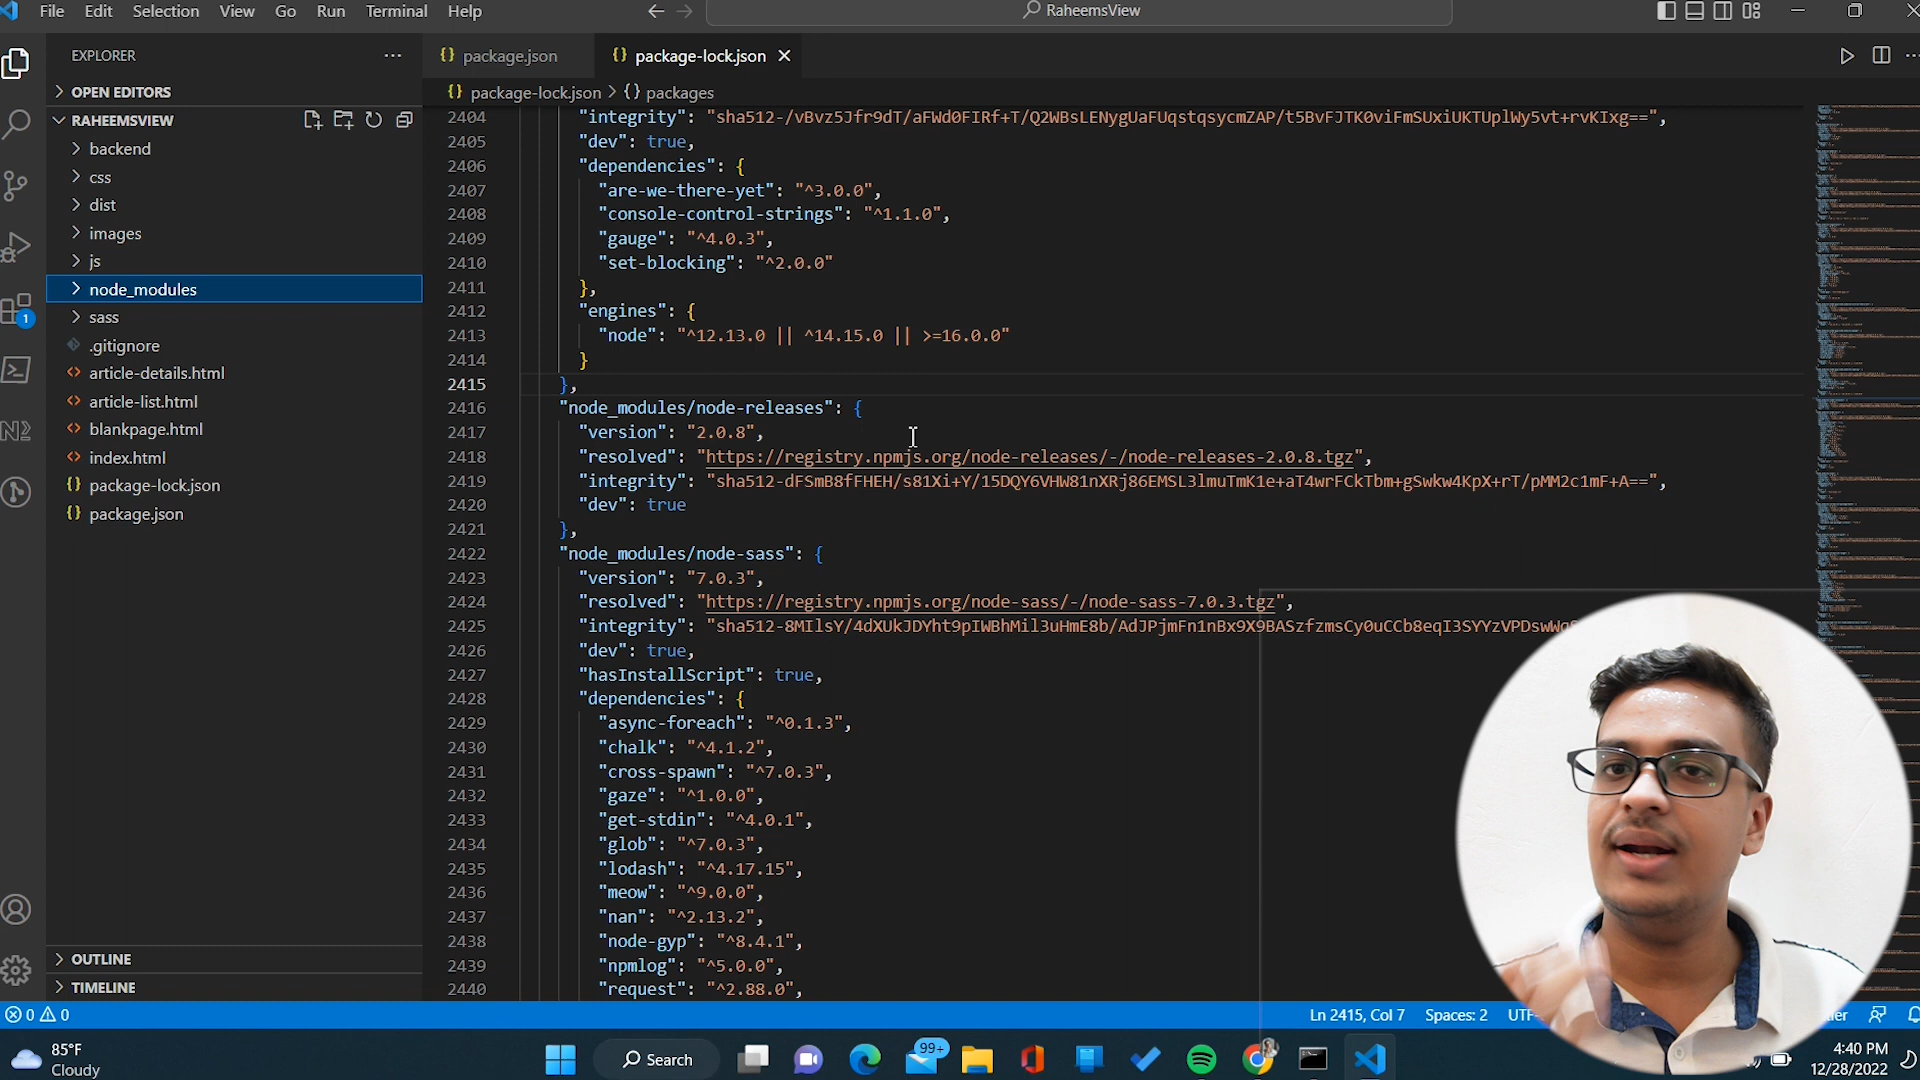 File Edit Selection View Go Run Terminal Help
RaheemsView
EXPLORER
package.json
package-lock.json
OPEN EDITORS
package-lock.json > {} packages
RAHEEMSVIEW
backend
css
dist
images
js
node_modules
sass
.gitignore
article-details.html
article-list.html
blankpage.html
index.html
package-lock.json
package.json
OUTLINE
TIMELINE
1
2404 "integrity": "sha512-/vBvz5Jfr9dT/aFWd0FIRf+T/Q2WBsLENygUaFUqstqsycmZAP/t5BvFJTK0viFmSUxiUKTUplWy5vt+rvKIxg==",
2405 "dev": true,
2406 "dependencies": {
2407 "are-we-there-yet": "^3.0.0",
2408 "console-control-strings": "^1.1.0",
2409 "gauge": "^4.0.3",
2410 "set-blocking": "^2.0.0"
2411 },
2412 "engines": {
2413 "node": "^12.13.0 || ^14.15.0 || >=16.0.0"
2414 }
2415 },
2416 "node_modules/node-releases": {
2417 "version": "2.0.8",
2418 "resolved": "https://registry.npmjs.org/node-releases/-/node-releases-2.0.8.tgz",
2419 "integrity": "sha512-dFSmB8fFHEH/s81Xi+Y/15DQY6VHW81nXRj86EMSL3lmuTmK1e+aT4wrFCkTbm+gSwkw4KpX+rT/pMM2c1mF+A==",
2420 "dev": true
2421 },
2422 "node_modules/node-sass": {
2423 "version": "7.0.3",
2424 "resolved": "https://registry.npmjs.org/node-sass/-/node-sass-7.0.3.tgz",
2425 "integrity": "sha512-8MIlsY/4dXUkJDYht9pIWBhMil3uHmE8b/AdJPjmFn1nBx9X9BASzfzmsCy0uCCb8eqI3SYYzVPDswWq
2426 "dev": true,
2427 "hasInstallScript": true,
2428 "dependencies": {
2429 "async-foreach": "^0.1.3",
2430 "chalk": "^4.1.2",
2431 "cross-spawn": "^7.0.3",
2432 "gaze": "^1.0.0",
2433 "get-stdin": "^4.0.1",
2434 "glob": "^7.0.3",
2435 "lodash": "^4.17.15",
2436 "meow": "^9.0.0",
2437 "nan": "^2.13.2",
2438 "node-gyp": "^8.4.1",
2439 "npmlog": "^5.0.0",
2440 "request": "^2.88.0",
0 0
Ln 2415, Col 7 Spaces: 2
85°F
Cloudy
Search
99+
4:40 PM
12/28/2022